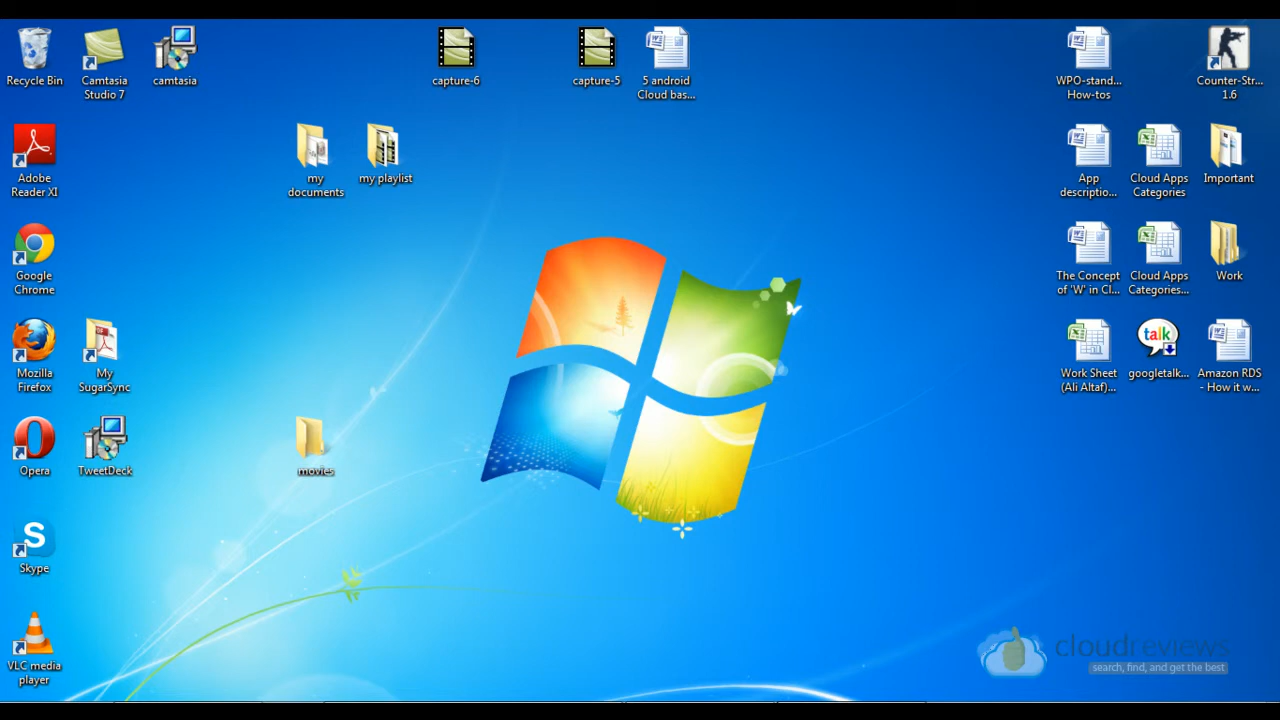 Recycle Bin
Camtasia
Studio 7
camtasia
capture-6
capture-5
5 android
Cloud bas...
WPO-stand...
How-tos
Counter-Str...
1.6
Adobe
Reader XI
my
documents
my playlist
App
descriptio...
Cloud Apps
Categories
Important
Google
Chrome
The Concept
of 'W' in Cl...
Cloud Apps
Categories...
Work
Mozilla
Firefox
My
SugarSync
Work Sheet
(Ali Altaf)...
talk
googletalk...
Amazon RDS
- How it w...
Opera
TweetDeck
movies
S
Skype
VLC media
player
cloudreviews
search, find, and get the best